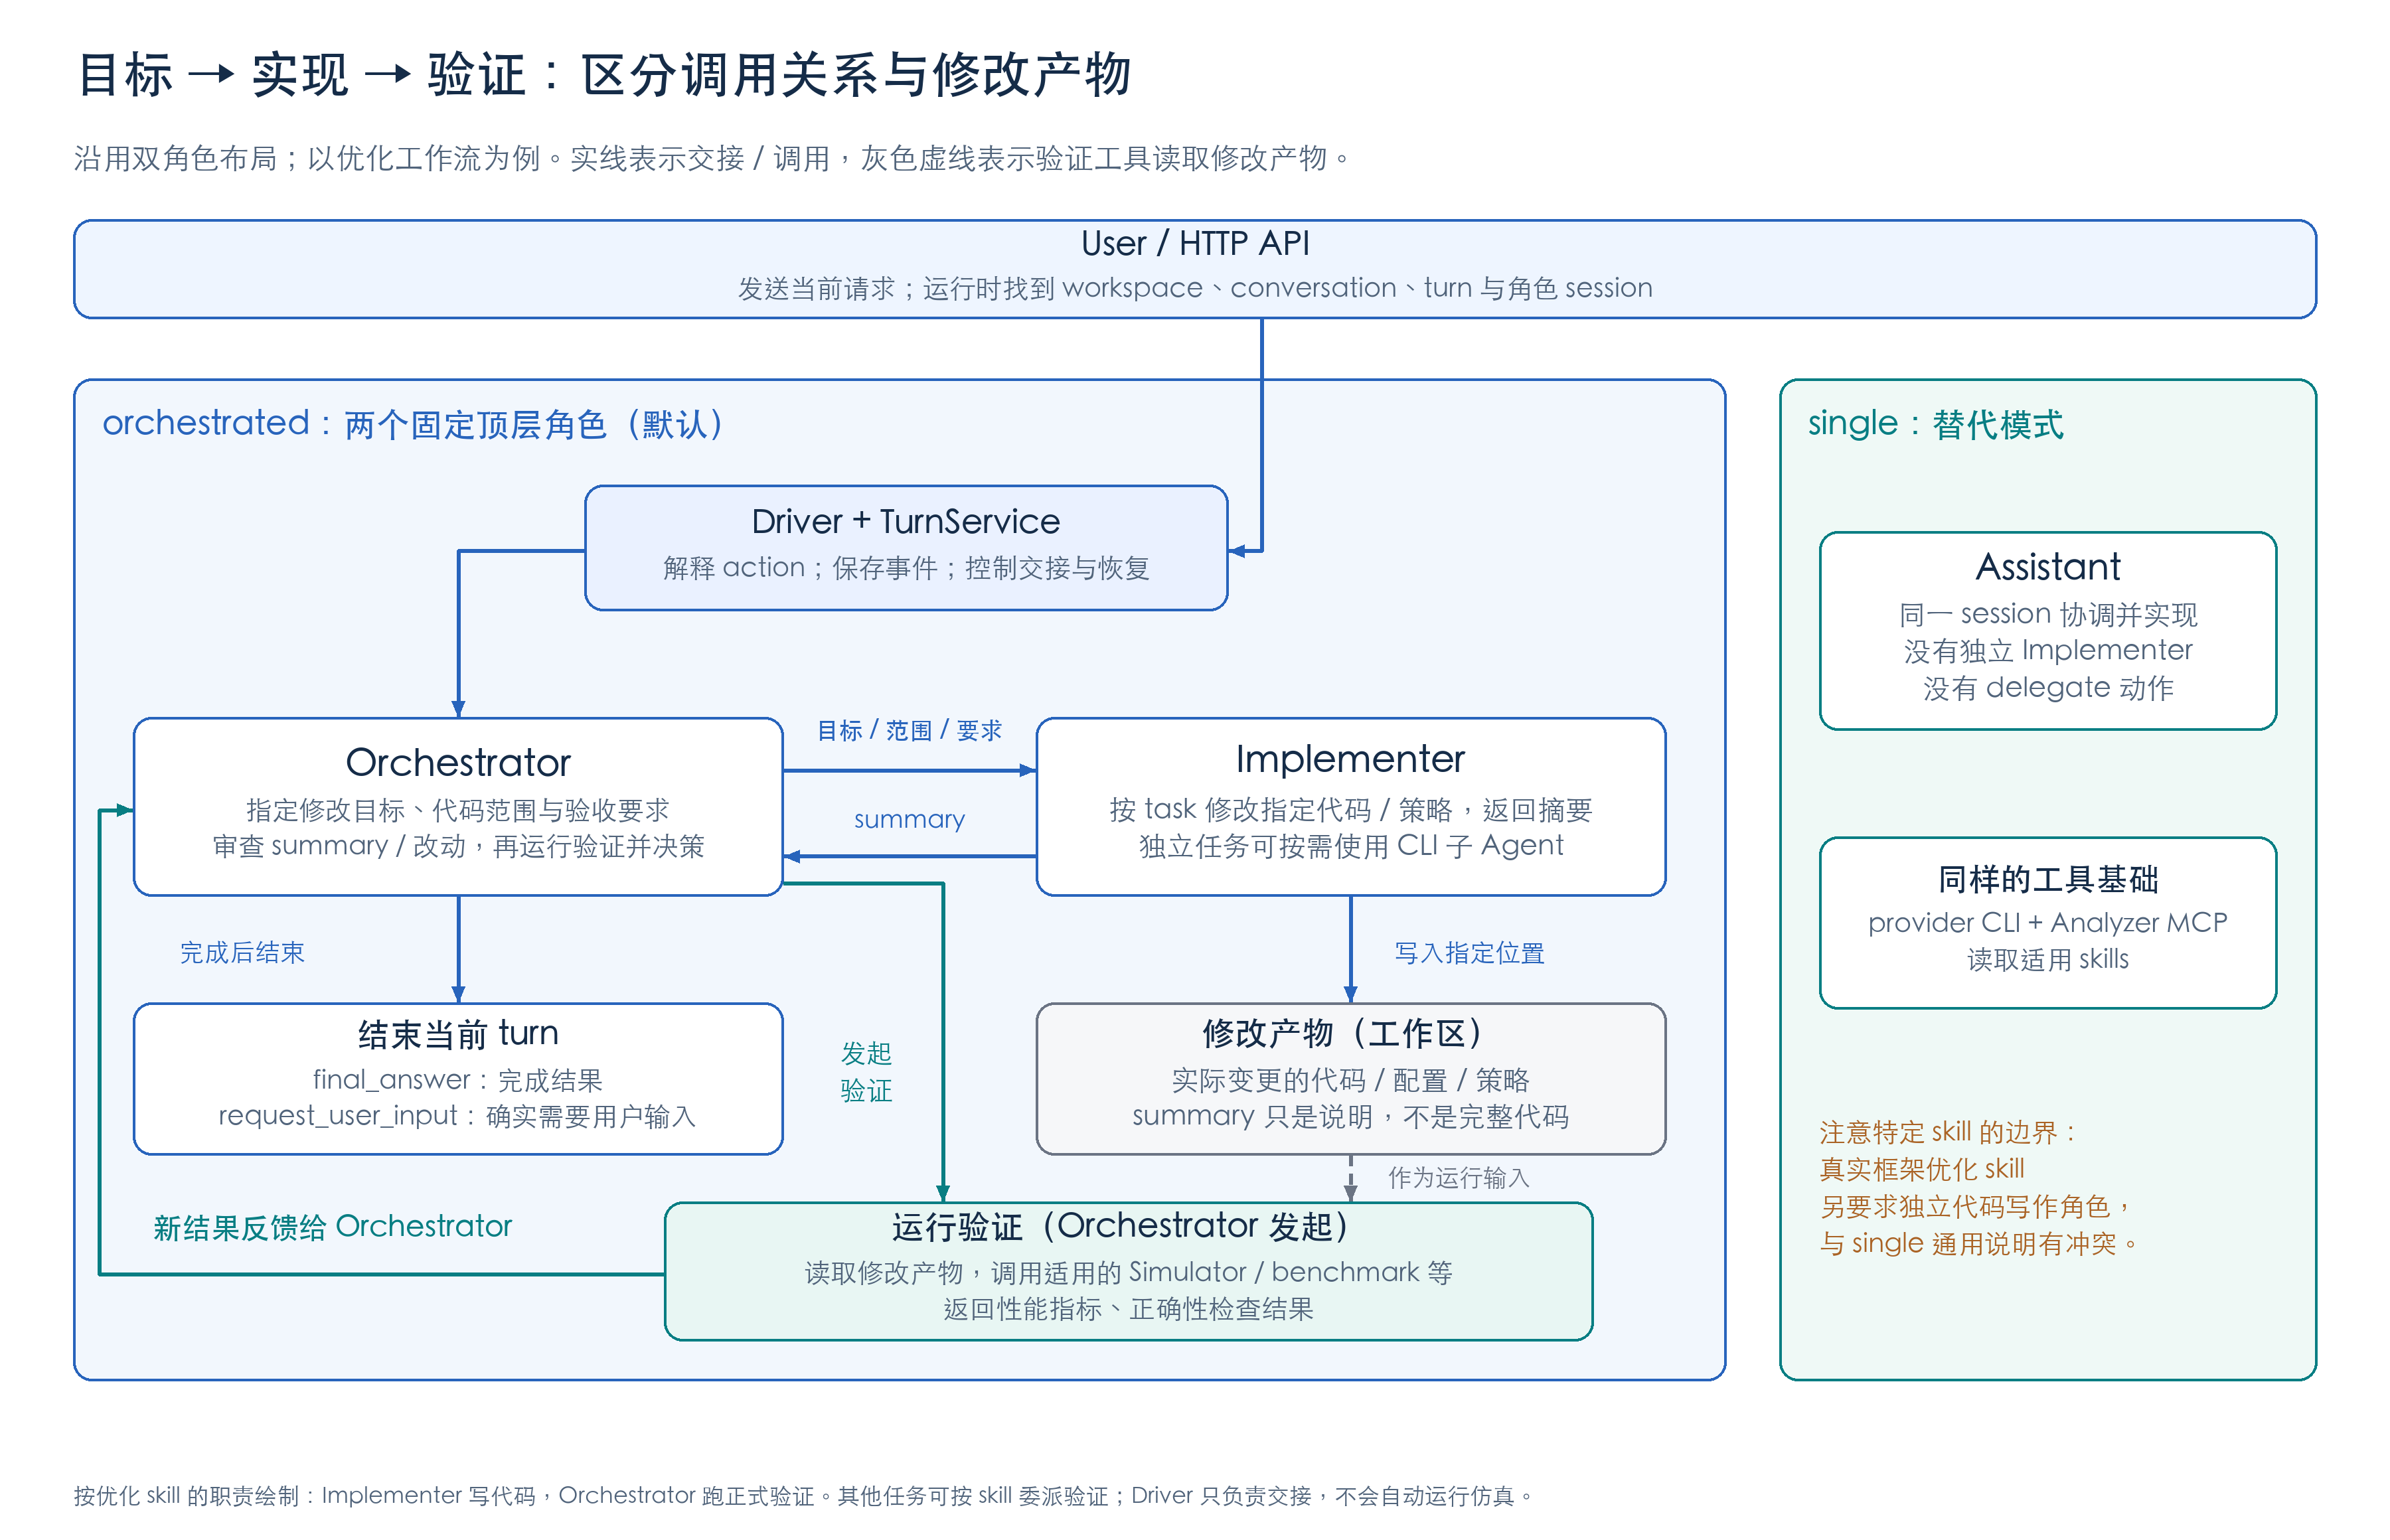 目标 → 实现 → 验证：区分调用关系与修改产物
沿用双角色布局；以优化工作流为例。实线表示交接 / 调用，灰色虚线表示验证工具读取修改产物。
User / HTTP API
发送当前请求；运行时找到 workspace、conversation、turn 与角色 session
orchestrated：两个固定顶层角色（默认）
Driver + TurnService
解释 action；保存事件；控制交接与恢复
Orchestrator
指定修改目标、代码范围与验收要求
审查 summary / 改动，再运行验证并决策
目标 / 范围 / 要求
summary
Implementer
按 task 修改指定代码 / 策略，返回摘要
独立任务可按需使用 CLI 子 Agent
完成后结束
写入指定位置
结束当前 turn
final_answer：完成结果
request_user_input：确实需要用户输入
发起
验证
修改产物（工作区）
实际变更的代码 / 配置 / 策略
summary 只是说明，不是完整代码
作为运行输入
新结果反馈给 Orchestrator
运行验证（Orchestrator 发起）
读取修改产物，调用适用的 Simulator / benchmark 等
返回性能指标、正确性检查结果
single：替代模式
Assistant
同一 session 协调并实现
没有独立 Implementer
没有 delegate 动作
同样的工具基础
provider CLI + Analyzer MCP
读取适用 skills
注意特定 skill 的边界：
真实框架优化 skill
另要求独立代码写作角色，
与 single 通用说明有冲突。
按优化 skill 的职责绘制：Implementer 写代码，Orchestrator 跑正式验证。其他任务可按 skill 委派验证；Driver 只负责交接，不会自动运行仿真。